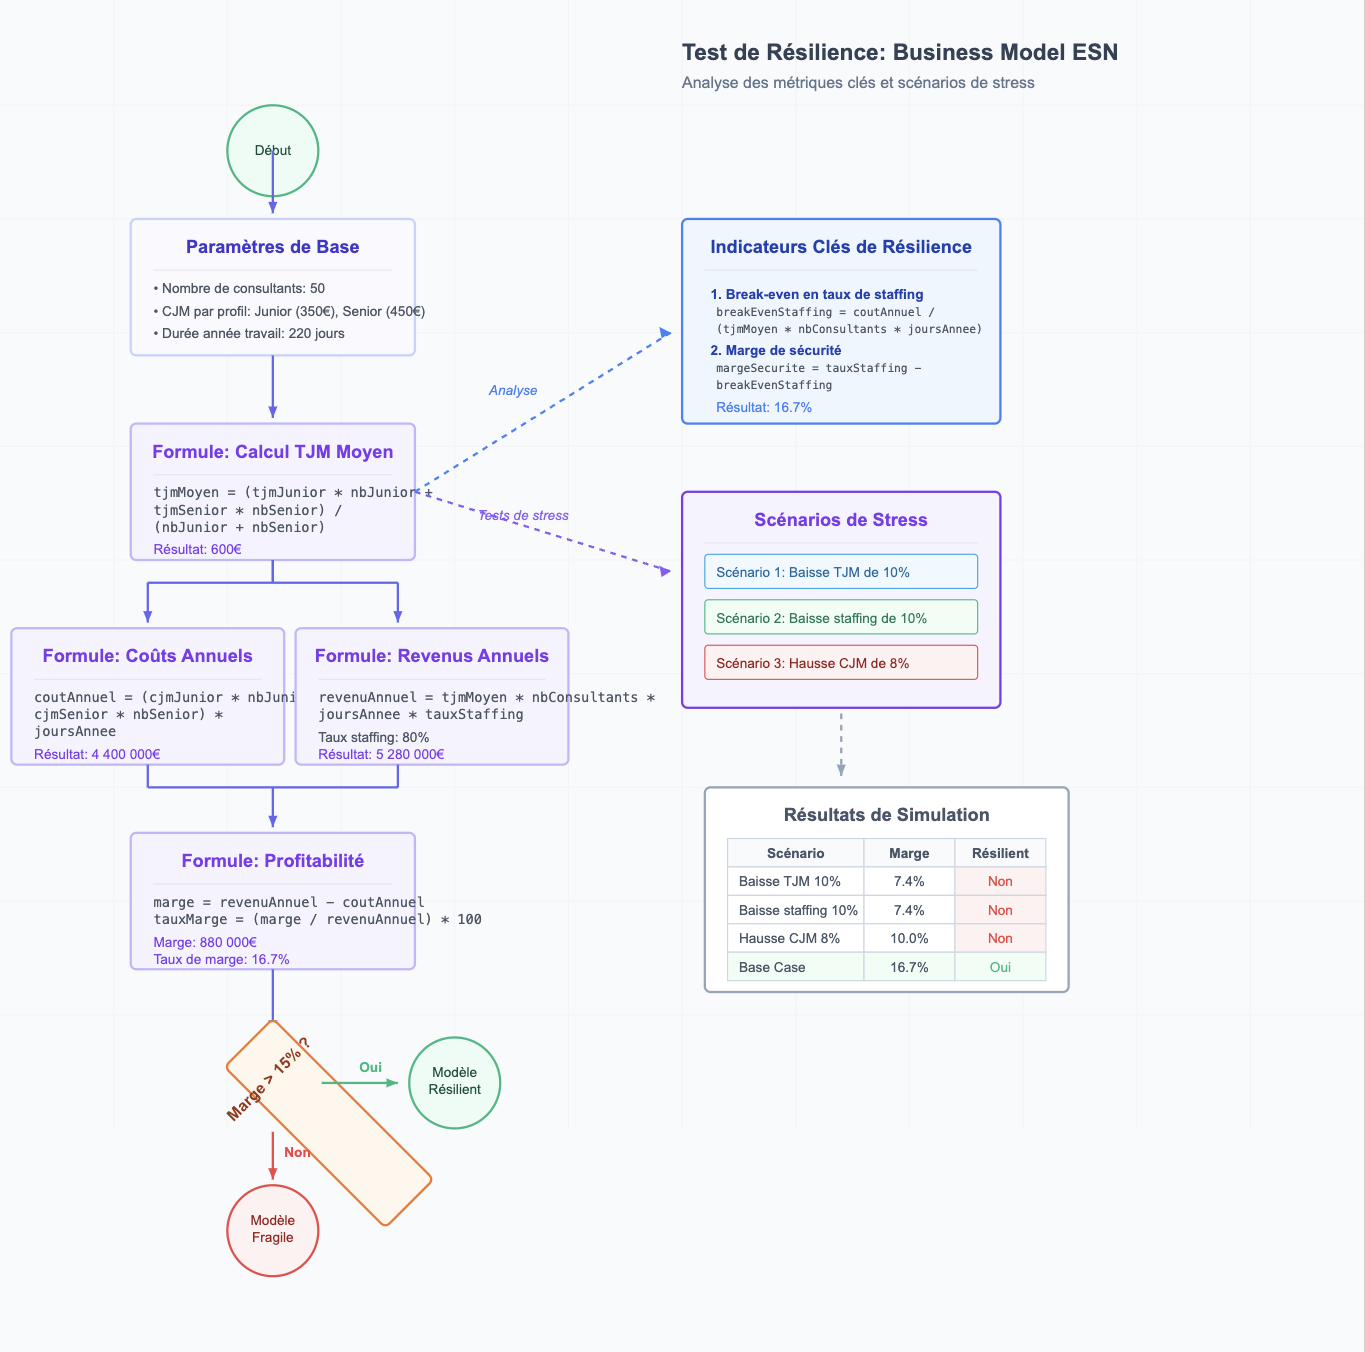 Test de Résilience: Business Model ESN
Analyse des métriques clés et scénarios de stress
Début
Paramètres de Base
• Nombre de consultants: 50
• CJM par profil: Junior (350€), Senior (450€)
• Durée année travail: 220 jours
Formule: Calcul TJM Moyen
tjmMoyen = (tjmJunior * nbJunior +
tjmSenior * nbSenior) /
(nbJunior + nbSenior)
Résultat: 600€
Formule: Coûts Annuels
coutAnnuel = (cjmJunior * nbJuni
cjmSenior * nbSenior) *
joursAnnee
Résultat: 4 400 000€
Formule: Revenus Annuels
revenuAnnuel = tjmMoyen * nbConsultants *
joursAnnee * tauxStaffing
Taux staffing: 80%
Résultat: 5 280 000€
Formule: Profitabilité
marge = revenuAnnuel − coutAnnuel
tauxMarge = (marge / revenuAnnuel) * 100
Marge: 880 000€
Taux de marge: 16.7%
Marge > 15% ?
Oui
Modèle
Résilient
Non
Modèle
Fragile
Analyse
Tests de stress
Indicateurs Clés de Résilience
1. Break-even en taux de staffing
breakEvenStaffing = coutAnnuel /
(tjmMoyen * nbConsultants * joursAnnee)
2. Marge de sécurité
margeSecurite = tauxStaffing −
breakEvenStaffing
Résultat: 16.7%
Scénarios de Stress
Scénario 1: Baisse TJM de 10%
Scénario 2: Baisse staffing de 10%
Scénario 3: Hausse CJM de 8%
Résultats de Simulation
Scénario Marge Résilient
Baisse TJM 10% 7.4% Non
Baisse staffing 10% 7.4% Non
Hausse CJM 8% 10.0% Non
Base Case 16.7% Oui